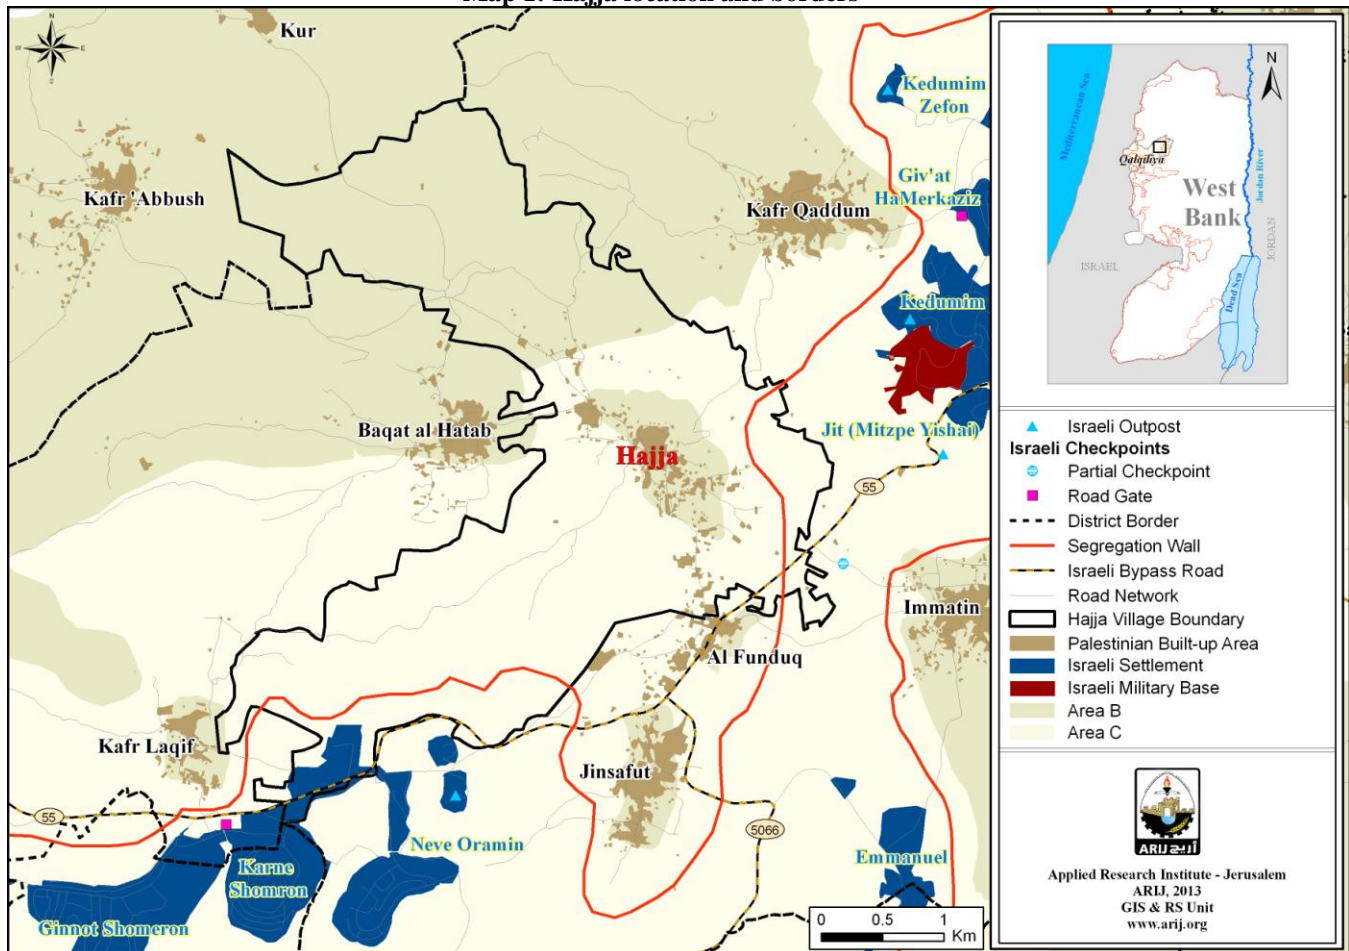 Map 1: Hajja location and borders
N
W
E
S
Kur
Kafr 'Abbush
Kafr Qaddum
Kedumim
Zefon
Giv'at
HaMerkaziz
Kedumim
Baqat al Hatab
Hajja
Jit (Mitzpe Yishai)
55
Immatin
Al Funduq
Kafr Laqif
Jinsafut
55
5066
Neve Oramin
Karne
Shomron
Ginnot Shomeron
Emmanuel
0 0.5 1
Km
N
Mediterranean Sea
Qalqiliya
West
Bank
Jordan River
JORDAN
ISRAEL
Dead Sea
Israeli Outpost
Israeli Checkpoints
Partial Checkpoint
Road Gate
District Border
Segregation Wall
Israeli Bypass Road
Road Network
Hajja Village Boundary
Palestinian Built-up Area
Israeli Settlement
Israeli Military Base
Area B
Area C
ARIJ أريج
Applied Research Institute - Jerusalem
ARIJ, 2013
GIS & RS Unit
www.arij.org